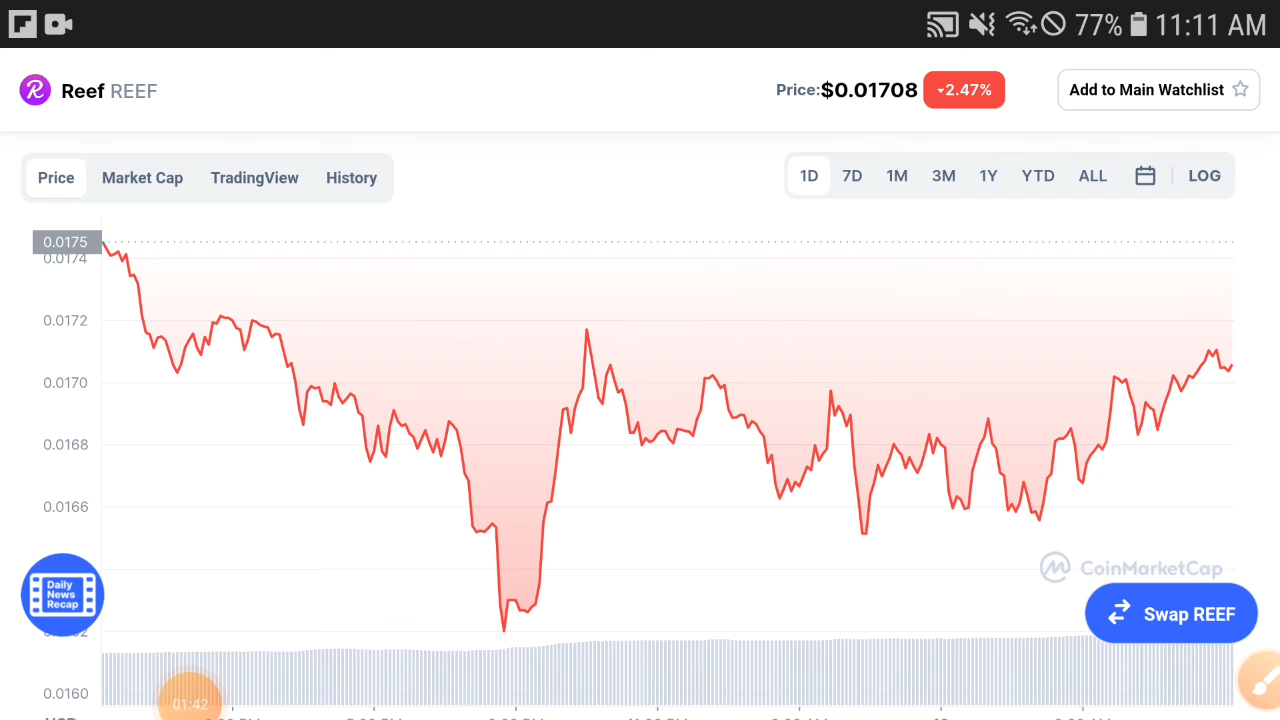 77% 11:11 AM
Reef REEF
Price:$0.01708 2.47%
Add to Main Watchlist
Price Market Cap TradingView History
1D 7D 1M 3M 1Y YTD ALL LOG
0.0175
0.0174
0.0172
0.0170
0.0168
0.0166
CoinMarketCap
Daily
News
Recap
Swap REEF
0.0160
01:42